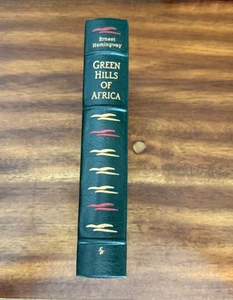 Ernest
Hemingway
GREEN
HILLS
OF
AFRICA